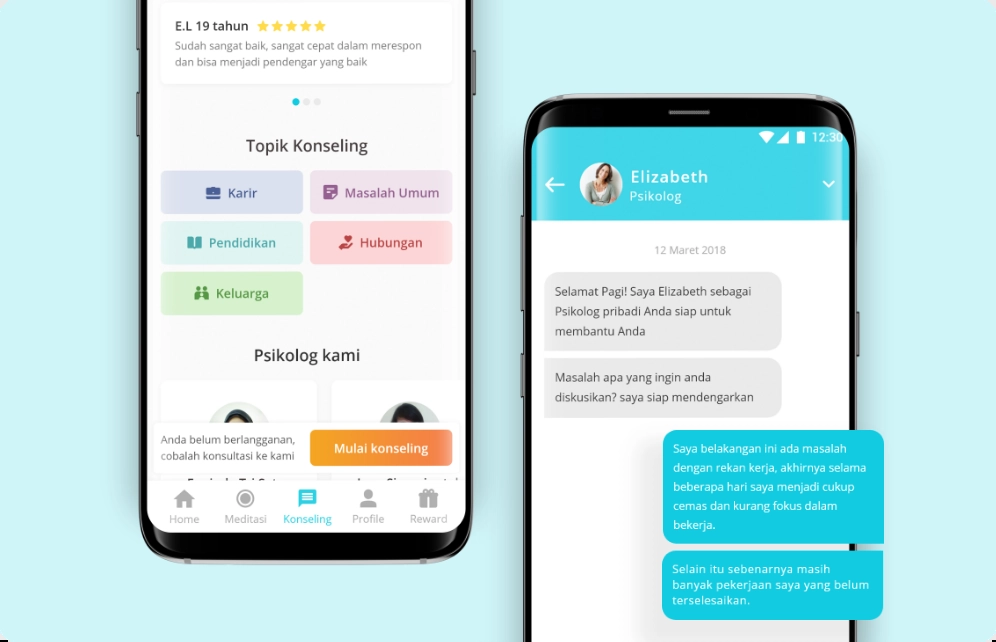 E.L 19 tahun
Sudah sangat baik, sangat cepat dalam merespon
dan bisa menjadi pendengar yang baik
Topik Konseling
Karir
Masalah Umum
Pendidikan
Hubungan
Keluarga
Psikolog kami
Anda belum berlangganan,
cobalah konsultasi ke kami
Mulai konseling
Home
Meditasi
Konseling
Profile
Reward
12:30
Elizabeth
Psikolog
12 Maret 2018
Selamat Pagi! Saya Elizabeth sebagai
Psikolog pribadi Anda siap untuk
membantu Anda
Masalah apa yang ingin anda
diskusikan? saya siap mendengarkan
Saya belakangan ini ada masalah
dengan rekan kerja, akhirnya selama
beberapa hari saya menjadi cukup
cemas dan kurang fokus dalam
bekerja.
Selain itu sebenarnya masih
banyak pekerjaan saya yang belum
terselesaikan.